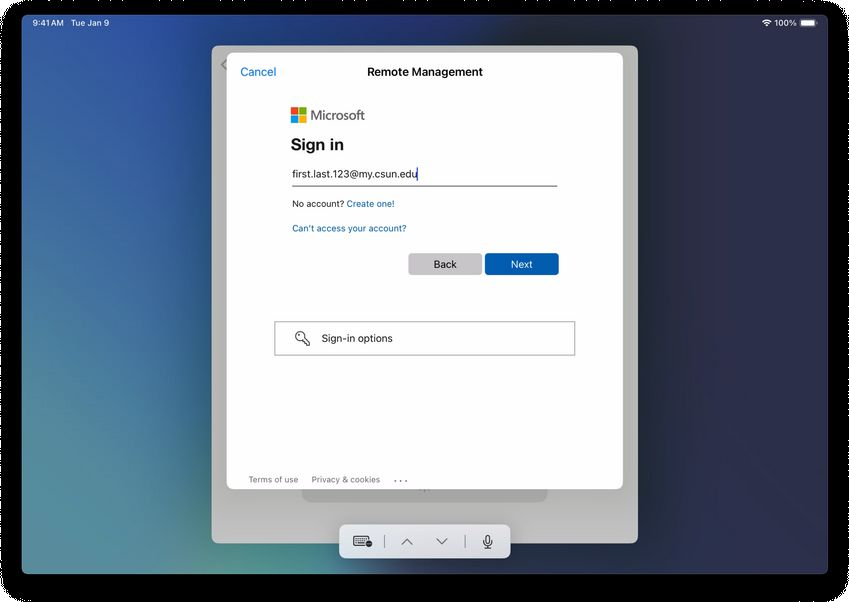 9:41 AM Tue Jan 9
100%
Cancel
Remote Management
Microsoft
Sign in
first.last.123@my.csun.edu
No account? Create one!
Can't access your account?
Back
Next
Sign-in options
Terms of use
Privacy & cookies
...